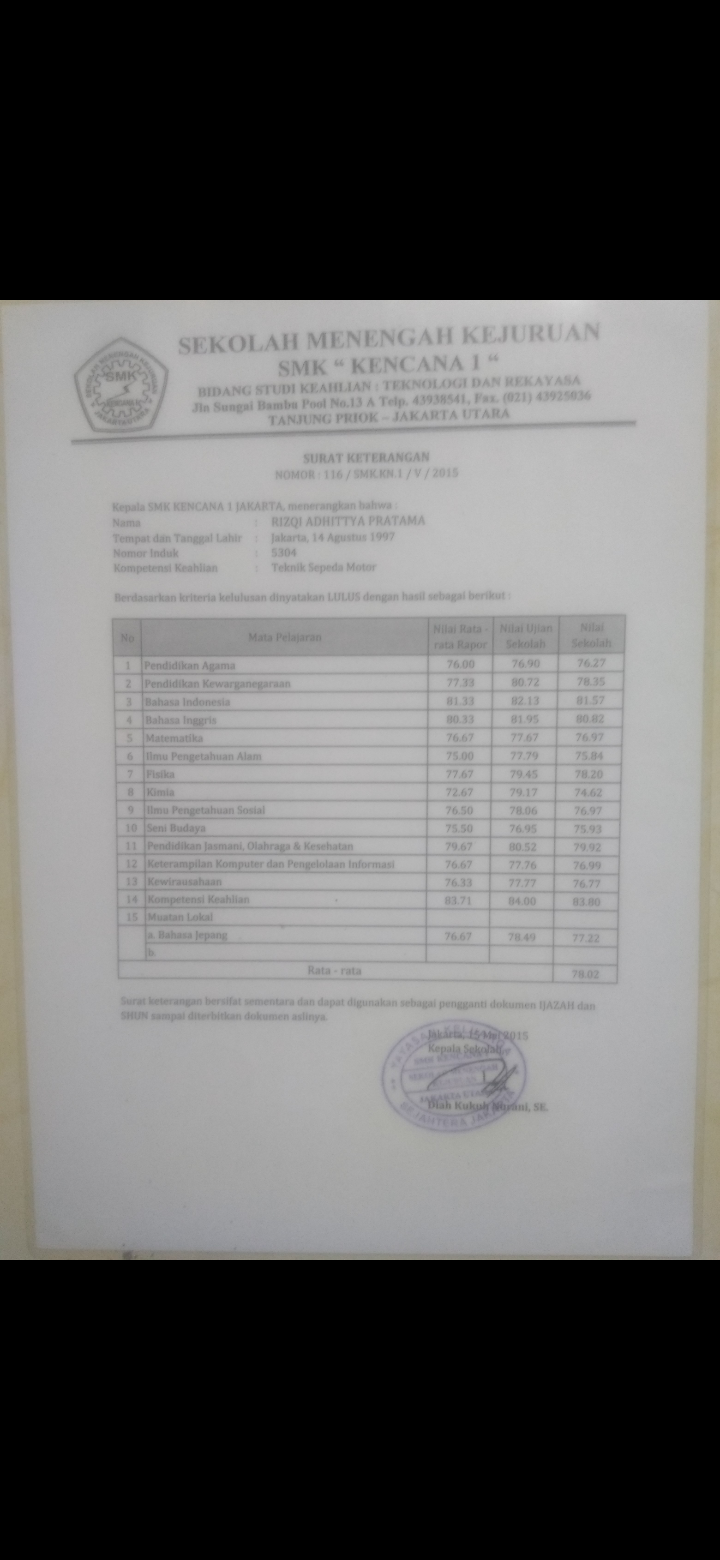 SEKOLAH MENENGAH KEJURUAN
SMK “ KENCANA 1 “
BIDANG STUDI KEAHLIAN : TEKNOLOGI DAN REKAYASA
Jln Sungai Bambu Pool No.13 A Telp. 43938541, Fax. (021) 43925036
TANJUNG PRIOK – JAKARTA UTARA
SMK
JAKARTA UTARA
SURAT KETERANGAN
NOMOR : 116 / SMK.KN.1 / V / 2015
Kepala SMK KENCANA 1 JAKARTA, menerangkan bahwa :
Nama : RIZQI ADHITTYA PRATAMA
Tempat dan Tanggal Lahir : Jakarta, 14 Agustus 1997
Nomor Induk : 5304
Kompetensi Keahlian : Teknik Sepeda Motor
Berdasarkan kriteria kelulusan dinyatakan LULUS dengan hasil sebagai berikut :
No Mata Pelajaran Nilai Rata - rata Rapor Nilai Ujian Sekolah Nilai Sekolah
1 Pendidikan Agama 76.00 76.90 76.27
2 Pendidikan Kewarganegaraan 77.33 80.72 78.35
3 Bahasa Indonesia 81.33 82.13 81.57
4 Bahasa Inggris 80.33 81.95 80.82
5 Matematika 76.67 77.67 76.97
6 Ilmu Pengetahuan Alam 75.00 77.79 75.84
7 Fisika 77.67 79.45 78.20
8 Kimia 72.67 79.17 74.62
9 Ilmu Pengetahuan Sosial 76.50 78.06 76.97
10 Seni Budaya 75.50 76.95 75.93
11 Pendidikan Jasmani, Olahraga & Kesehatan 79.67 80.52 79.92
12 Keterampilan Komputer dan Pengelolaan Informasi 76.67 77.76 76.99
13 Kewirausahaan 76.33 77.77 76.77
14 Kompetensi Keahlian 83.71 84.00 83.80
15 Muatan Lokal
a. Bahasa Jepang 76.67 78.49 77.22
b.
Rata - rata 78.02
Surat keterangan bersifat sementara dan dapat digunakan sebagai pengganti dokumen IJAZAH dan
SHUN sampai diterbitkan dokumen aslinya.
Jakarta, 15 Mei 2015
Kepala Sekolah
SMK KENCANA
JAKARTA UTARA
SEJAHTERA JAKARTA
Diah Kukuh Nurani, SE.